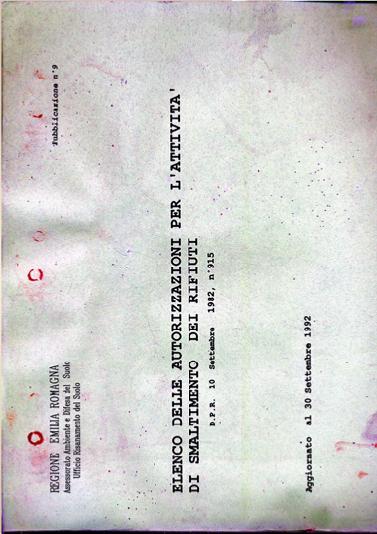 REGIONE EMILIA ROMAGNA
Assessorato Ambiente e Difesa del Suolo
Ufficio Risanamento del Suolo
Pubblicazione n°9
ELENCO DELLE AUTORIZZAZIONI PER L'ATTIVITA'
DI SMALTIMENTO DEI RIFIUTI
D.P.R. 10 Settembre 1982, n°915
Aggiornato al 30 Settembre 1992